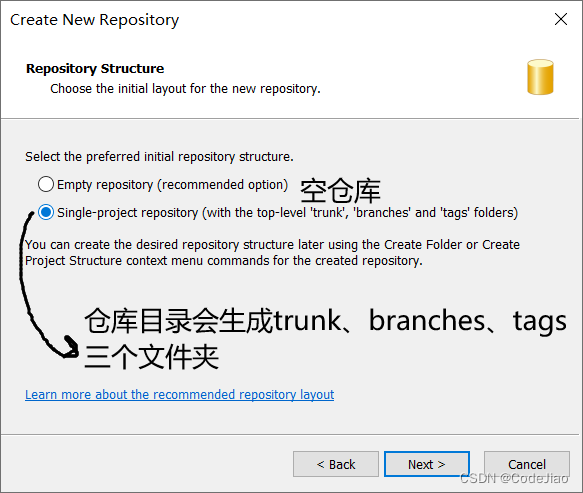 Create New Repository
Repository Structure
Choose the initial layout for the new repository.
Select the preferred initial repository structure.
Empty repository (recommended option)
空仓库
Single-project repository (with the top-level 'trunk', 'branches' and 'tags' folders)
You can create the desired repository structure later using the Create Folder or Create
Project Structure context menu commands for the created repository.
仓库目录会生成trunk、branches、tags
三个文件夹
Learn more about the recommended repository layout
< Back
Next >
Cancel
CSDN @CodeJiao